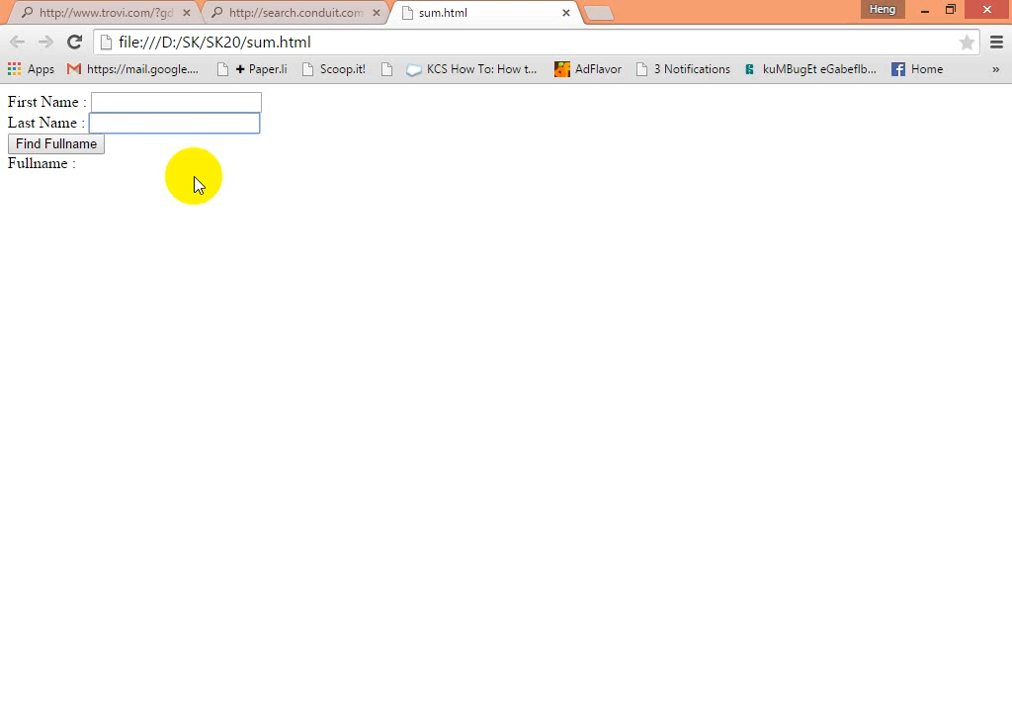 http://www.trovi.com/?gd
http://search.conduit.com
sum.html
Heng
file:///D:/SK/SK20/sum.html
Apps
https://mail.google....
+ Paper.li
Scoop.it!
KCS How To: How t...
AdFlavor
3 Notifications
kuMBugEt eGabefIb...
Home
»
First Name :
Last Name :
Find Fullname
Fullname :